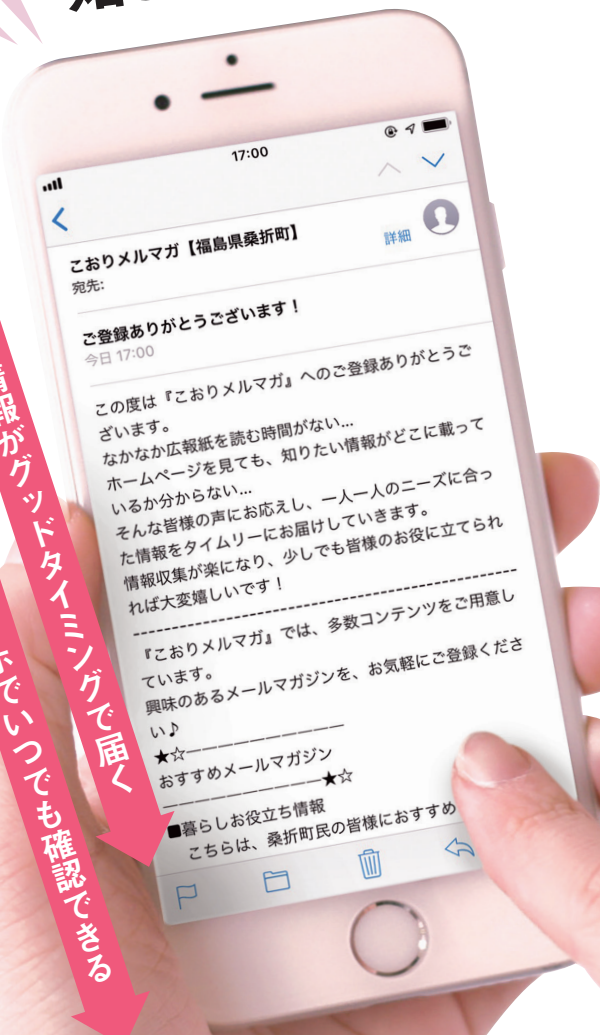 17:00
こおりメルマガ【福島県桑折町】
詳細
宛先:
ご登録ありがとうございます！
今日 17:00
この度は『こおりメルマガ』へのご登録ありがとうご
ざいます。
なかなか広報紙を読む時間がない...
ホームページを見ても、知りたい情報がどこに載って
いるか分からない...
そんな皆様の声にお応えし、一人一人のニーズに合っ
た情報をタイムリーにお届けしていきます。
情報収集が楽になり、少しでも皆様のお役に立てられ
れば大変嬉しいです！
--------------------------------------------------
『こおりメルマガ』では、多数コンテンツをご用意し
ています。
興味のあるメールマガジンを、お気軽にご登録くださ
い♪
★☆――――――――――
おすすめメールマガジン
――――――――――★☆
■暮らしお役立ち情報
こちらは、桑折町民の皆様におすすめ
情報がグッドタイミングで届く
でいつでも確認できる